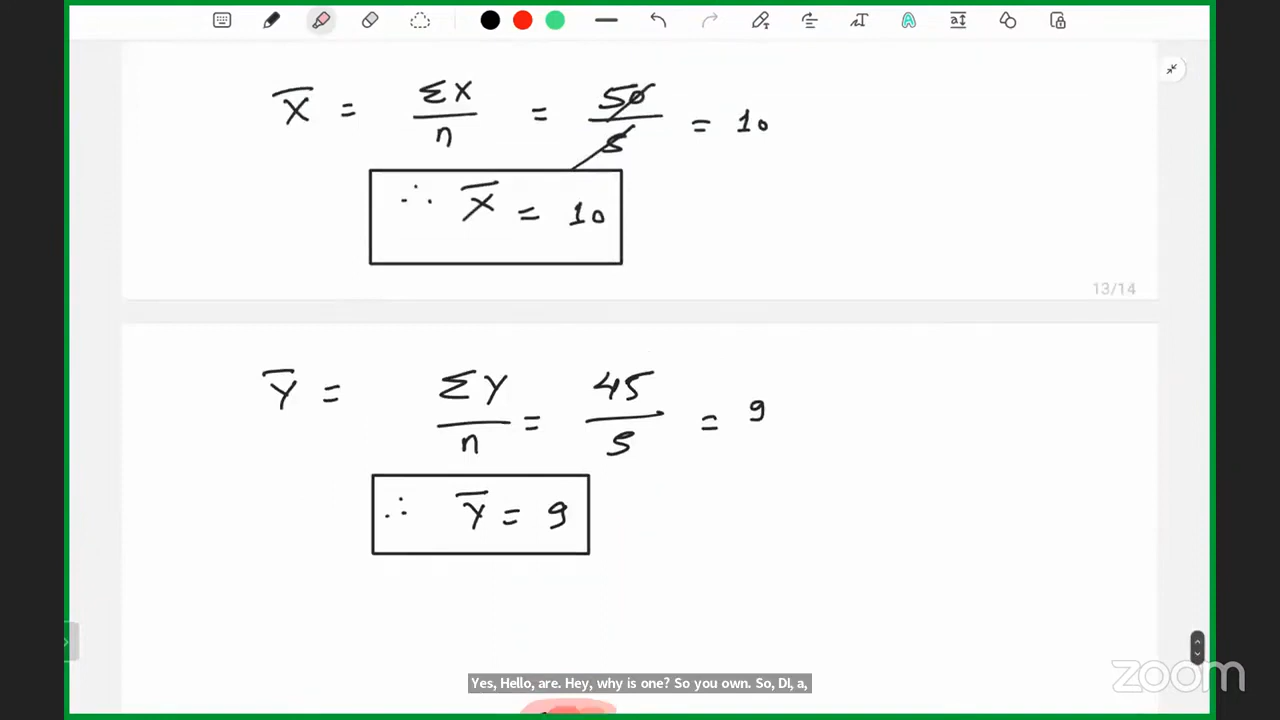 X̅ = ΣX/n = 50/5 = 10
∴ X̅ = 10
13/14
Y̅ = ΣY/n = 45/5 = 9
∴ Y̅ = 9
zoom
Yes, Hello, are. Hey, why is one? So you own. So, DI, a,